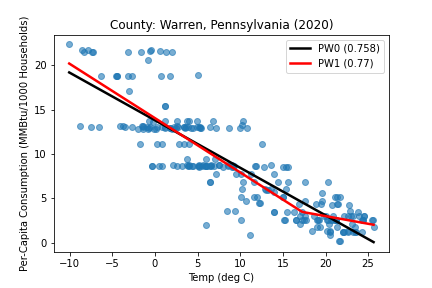 County: Warren, Pennsylvania (2020)
PW0 (0.758)
PW1 (0.77)
Per-Capita Consumption (MMBtu/1000 Households)
20
15
10
5
0
−10 −5 0 5 10 15 20 25
Temp (deg C)